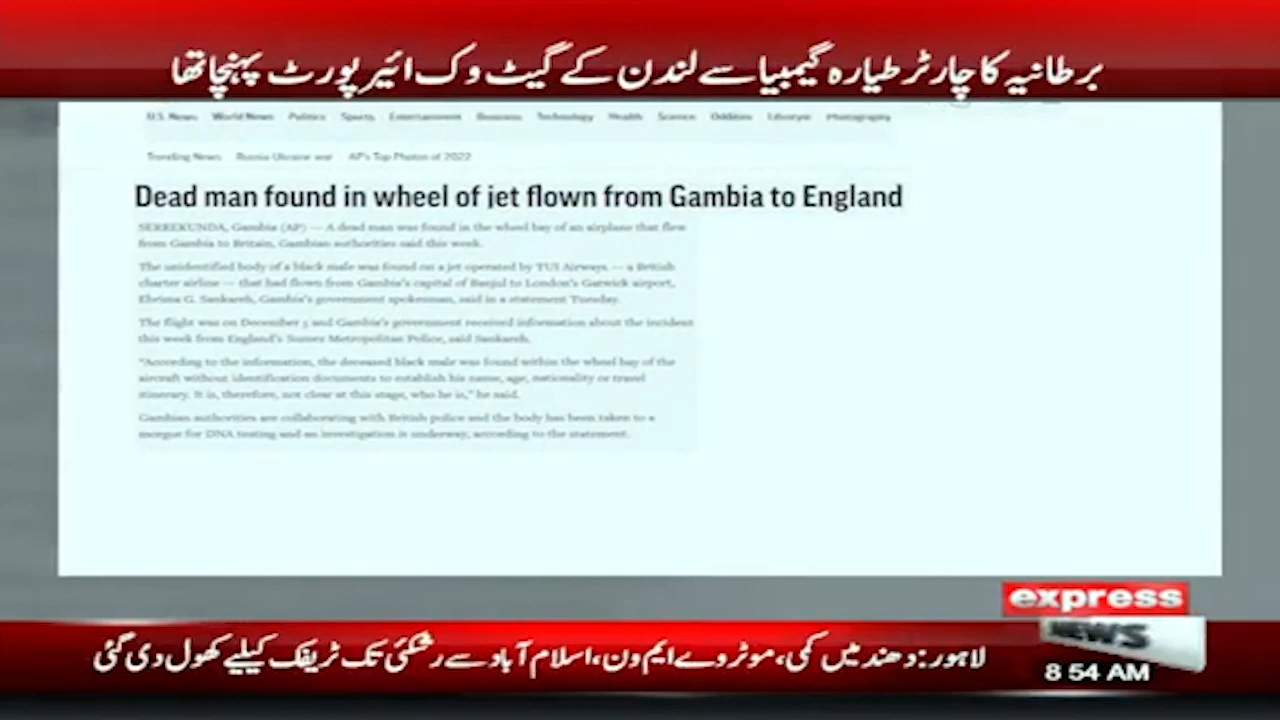 برطانیہ کا چارٹر طیارہ گیمبیا سے لندن کے گیٹ وک ائیر پورٹ پہنچا تھا
U.S. News World News Politics Sports Entertainment Business Technology Health Science Oddities Lifestyle Photography
Trending News Russia-Ukraine war AP's Top Photos of 2022
Dead man found in wheel of jet flown from Gambia to England
SERREKUNDA, Gambia (AP) — A dead man was found in the wheel bay of an airplane that flew
from Gambia to Britain, Gambian authorities said this week.
The unidentified body of a black male was found on a jet operated by TUI Airways — a British
charter airline — that had flown from Gambia's capital of Banjul to London's Gatwick airport,
Ebrima G. Sankareh, Gambia's government spokesman, said in a statement Tuesday.
The flight was on December 5 and Gambia's government received information about the incident
this week from England's Sussex Metropolitan Police, said Sankareh.
"According to the information, the deceased black male was found within the wheel bay of the
aircraft without identification documents to establish his name, age, nationality or travel
itinerary. It is, therefore, not clear at this stage, who he is," he said.
Gambian authorities are collaborating with British police and the body has been taken to a
morgue for DNA testing and an investigation is underway, according to the statement.
express
NEWS
لاہور: دھند میں کمی، موٹر وے ایم ون، اسلام آباد سے رشکئی تک ٹریفک کیلیے کھول دی گئی
8 54 AM